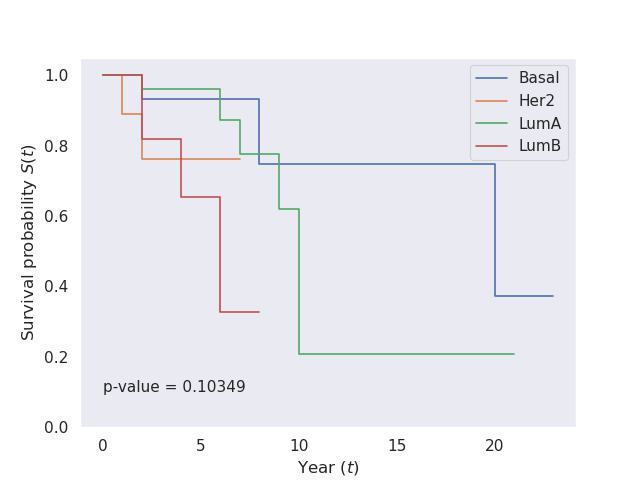 Basal
Her2
LumA
LumB
1.0
0.8
0.6
0.4
0.2
0.0
Survival probability S(t)
p-value = 0.10349
0 5 10 15 20
Year (t)